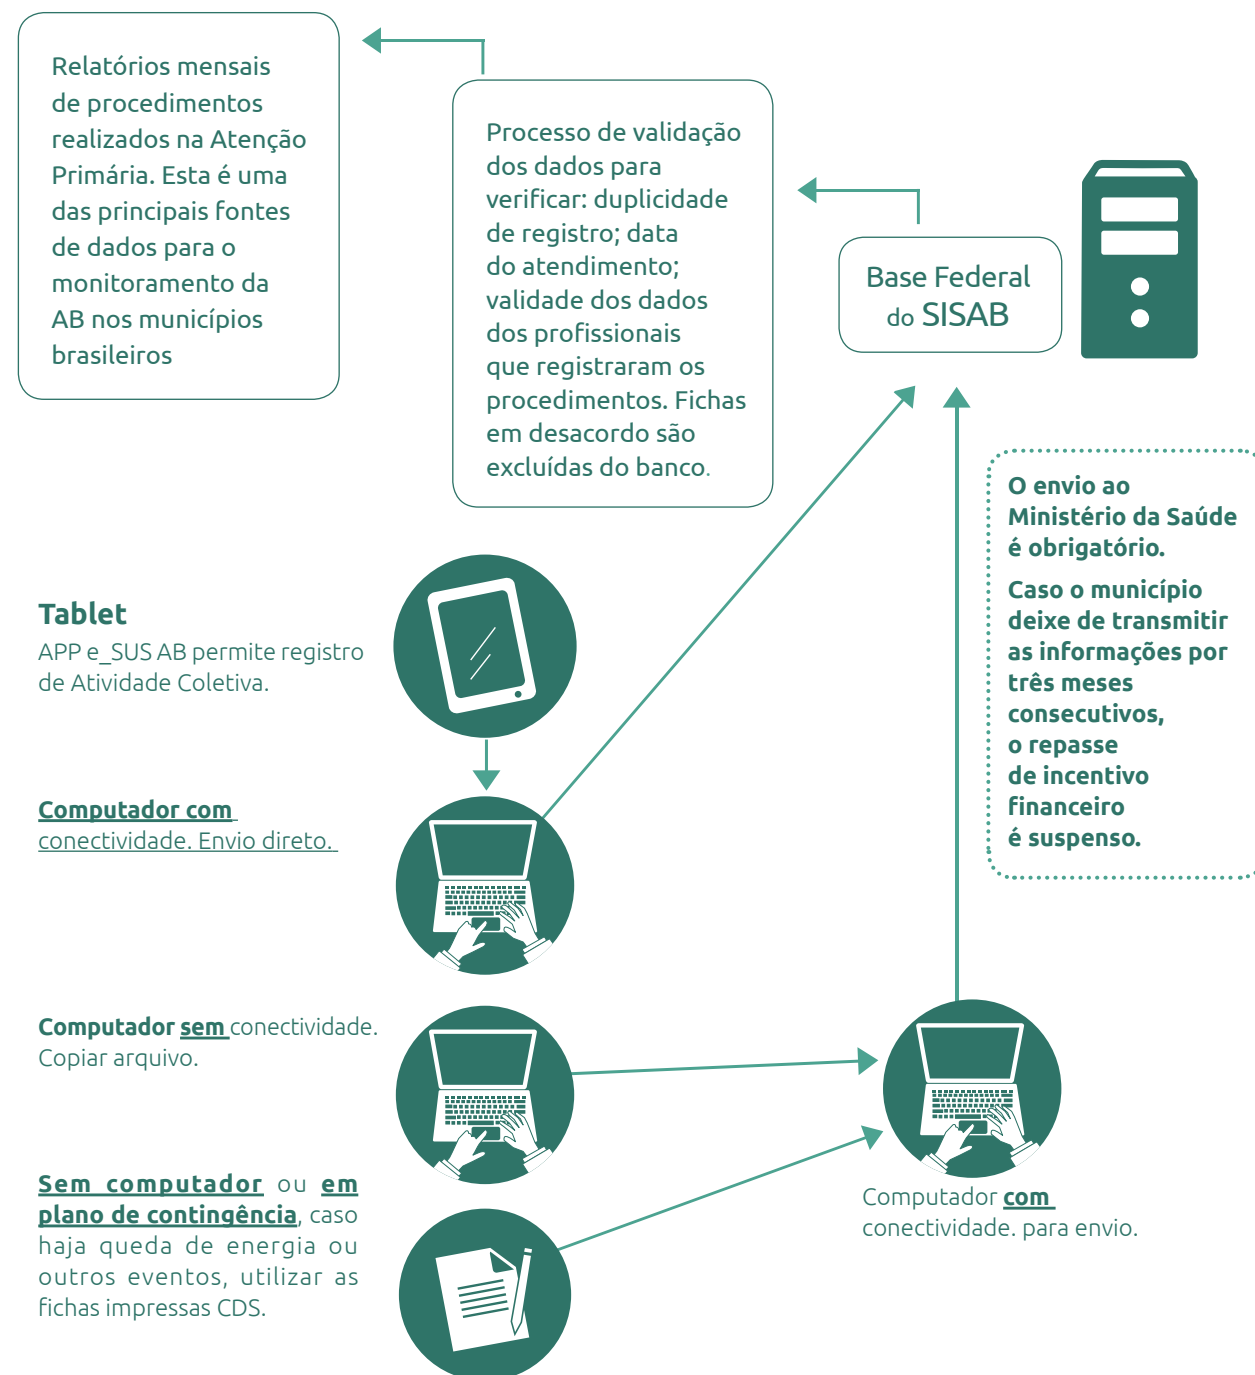 Relatórios mensais
de procedimentos
realizados na Atenção
Primária. Esta é uma
das principais fontes
de dados para o
monitoramento da
AB nos municípios
brasileiros
Processo de validação
dos dados para
verificar: duplicidade
de registro; data
do atendimento;
validade dos dados
dos profissionais
que registraram os
procedimentos. Fichas
em desacordo são
excluídas do banco.
Base Federal
do SISAB
O envio ao
Ministério da Saúde
é obrigatório.
Caso o município
deixe de transmitir
as informações por
três meses
consecutivos,
o repasse
de incentivo
financeiro
é suspenso.
Tablet
APP e_SUS AB permite registro
de Atividade Coletiva.
Computador com
conectividade. Envio direto.
Computador sem conectividade.
Copiar arquivo.
Sem computador ou em
plano de contingência, caso
haja queda de energia ou
outros eventos, utilizar as
fichas impressas CDS.
Computador com
conectividade. para envio.